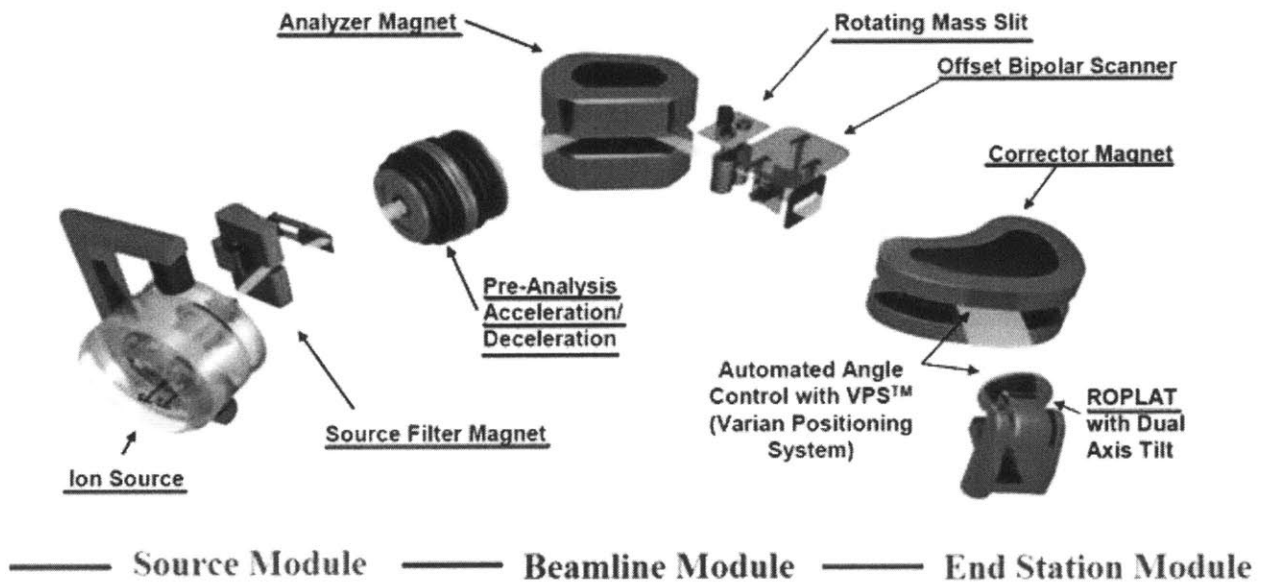 Analyzer Magnet
Rotating Mass Slit
Offset Bipolar Scanner
Corrector Magnet
Pre-Analysis
Acceleration/
Deceleration
Automated Angle
Control with VPS™
(Varian Positioning
System)
ROPLAT
with Dual
Axis Tilt
Source Filter Magnet
Ion Source
Source Module
Beamline Module
End Station Module